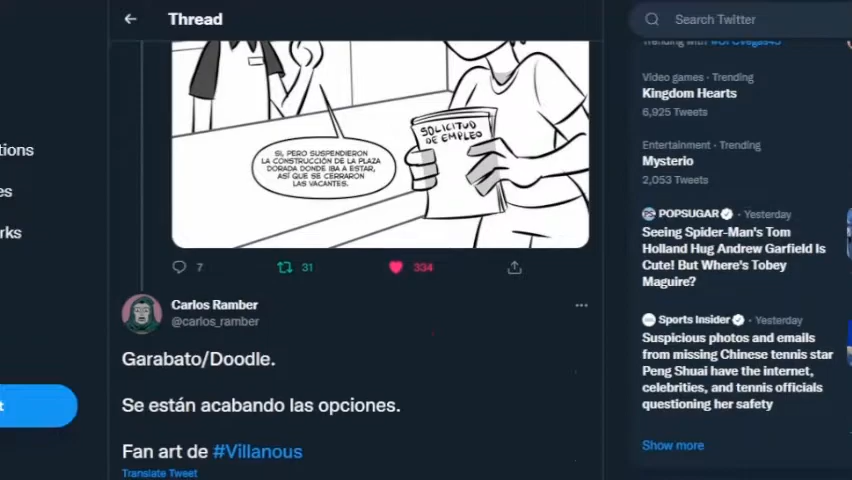 Thread
Search Twitter
SOLICITUD
DE EMPLEO
SI, PERO SUSPENDIERON
LA CONSTRUCCIÓN DE LA PLAZA
DORADA DONDE IBA A ESTAR,
ASÍ QUE SE CERRARON
LAS VACANTES.
7
31
334
Carlos Ramber
@carlos_ramber
Garabato/Doodle.
Se están acabando las opciones.
Fan art de #Villanous
Translate Tweet
Trending with
Video games · Trending
Kingdom Hearts
6,925 Tweets
Entertainment · Trending
Mysterio
2,053 Tweets
POPSUGAR · Yesterday
Seeing Spider-Man's Tom
Holland Hug Andrew Garfield Is
Cute! But Where's Tobey
Maguire?
Sports Insider · Yesterday
Suspicious photos and emails
from missing Chinese tennis star
Peng Shuai have the internet,
celebrities, and tennis officials
questioning her safety
Show more